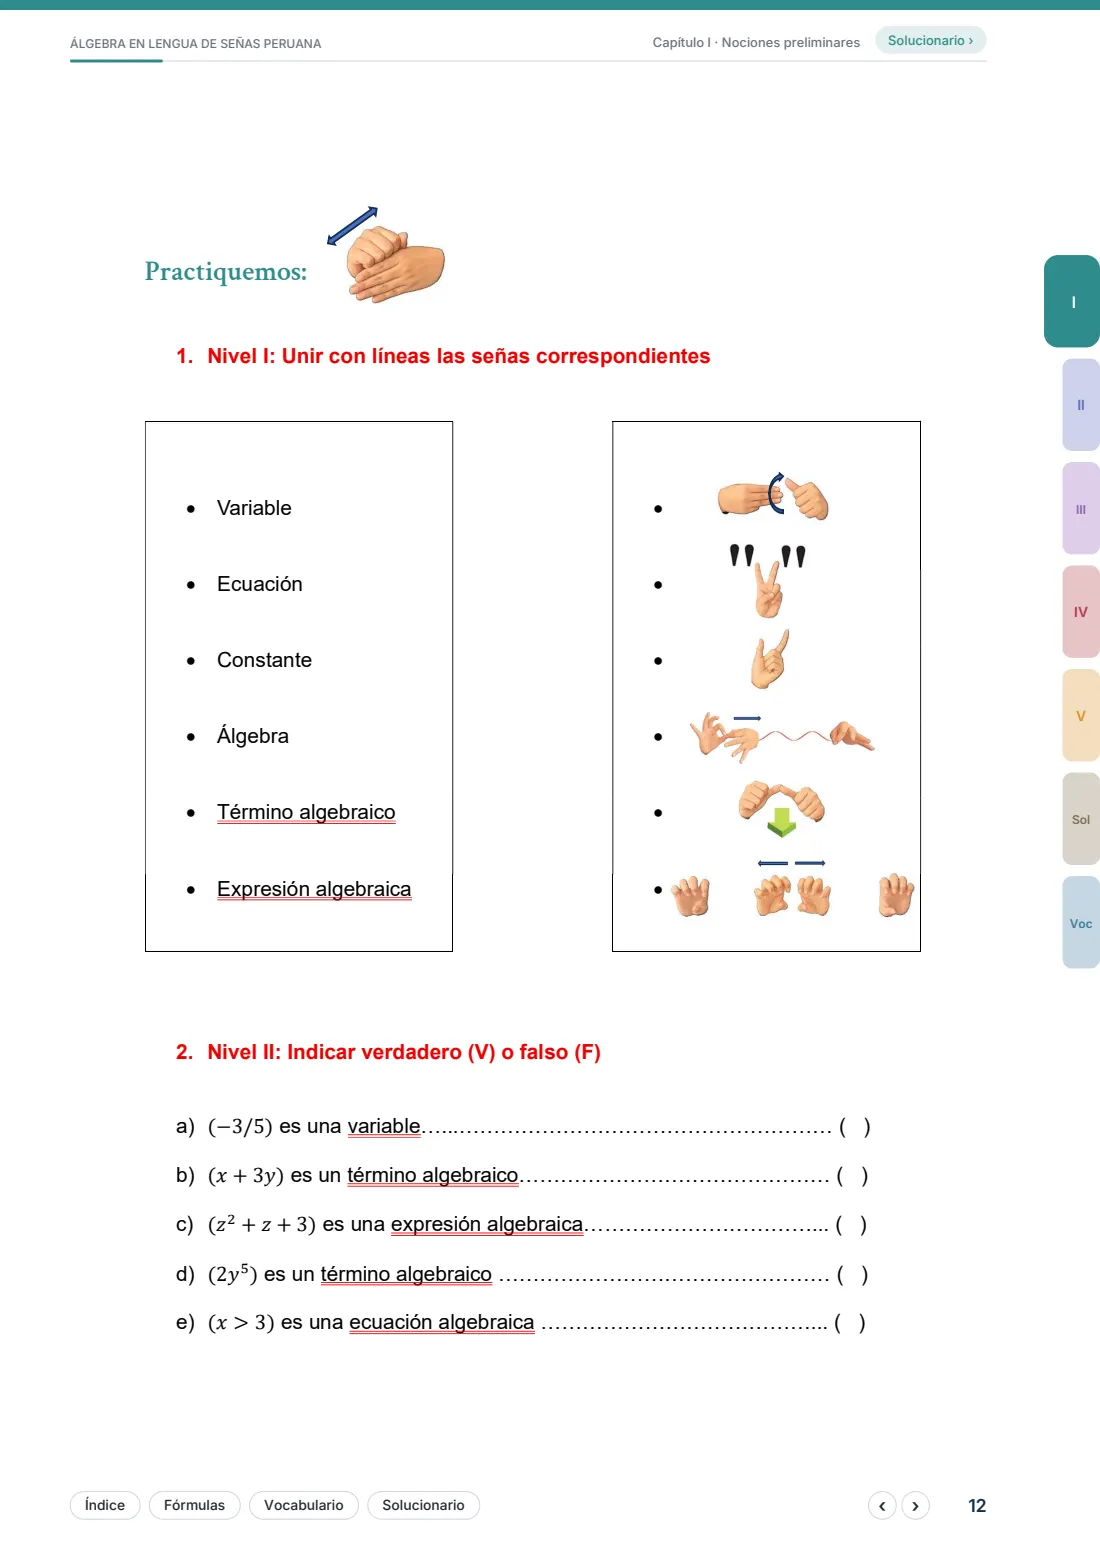 ÁLGEBRA EN LENGUA DE SEÑAS PERUANA
Capítulo I · Nociones preliminares
Solucionario ›
Practiquemos:
1. Nivel I: Unir con líneas las señas correspondientes
• Variable
• Ecuación
• Constante
• Álgebra
• Término algebraico
• Expresión algebraica
I
II
III
IV
V
Sol
Voc
2. Nivel II: Indicar verdadero (V) o falso (F)
a) (−3/5) es una variable…...………………………………………………… ( )
b) (x + 3y) es un término algebraico……………………………………… ( )
c) (z² + z + 3) es una expresión algebraica……………………………... ( )
d) (2y⁵) es un término algebraico ………………………………………… ( )
e) (x > 3) es una ecuación algebraica …………………………………... ( )
Índice
Fórmulas
Vocabulario
Solucionario
‹ ›
12